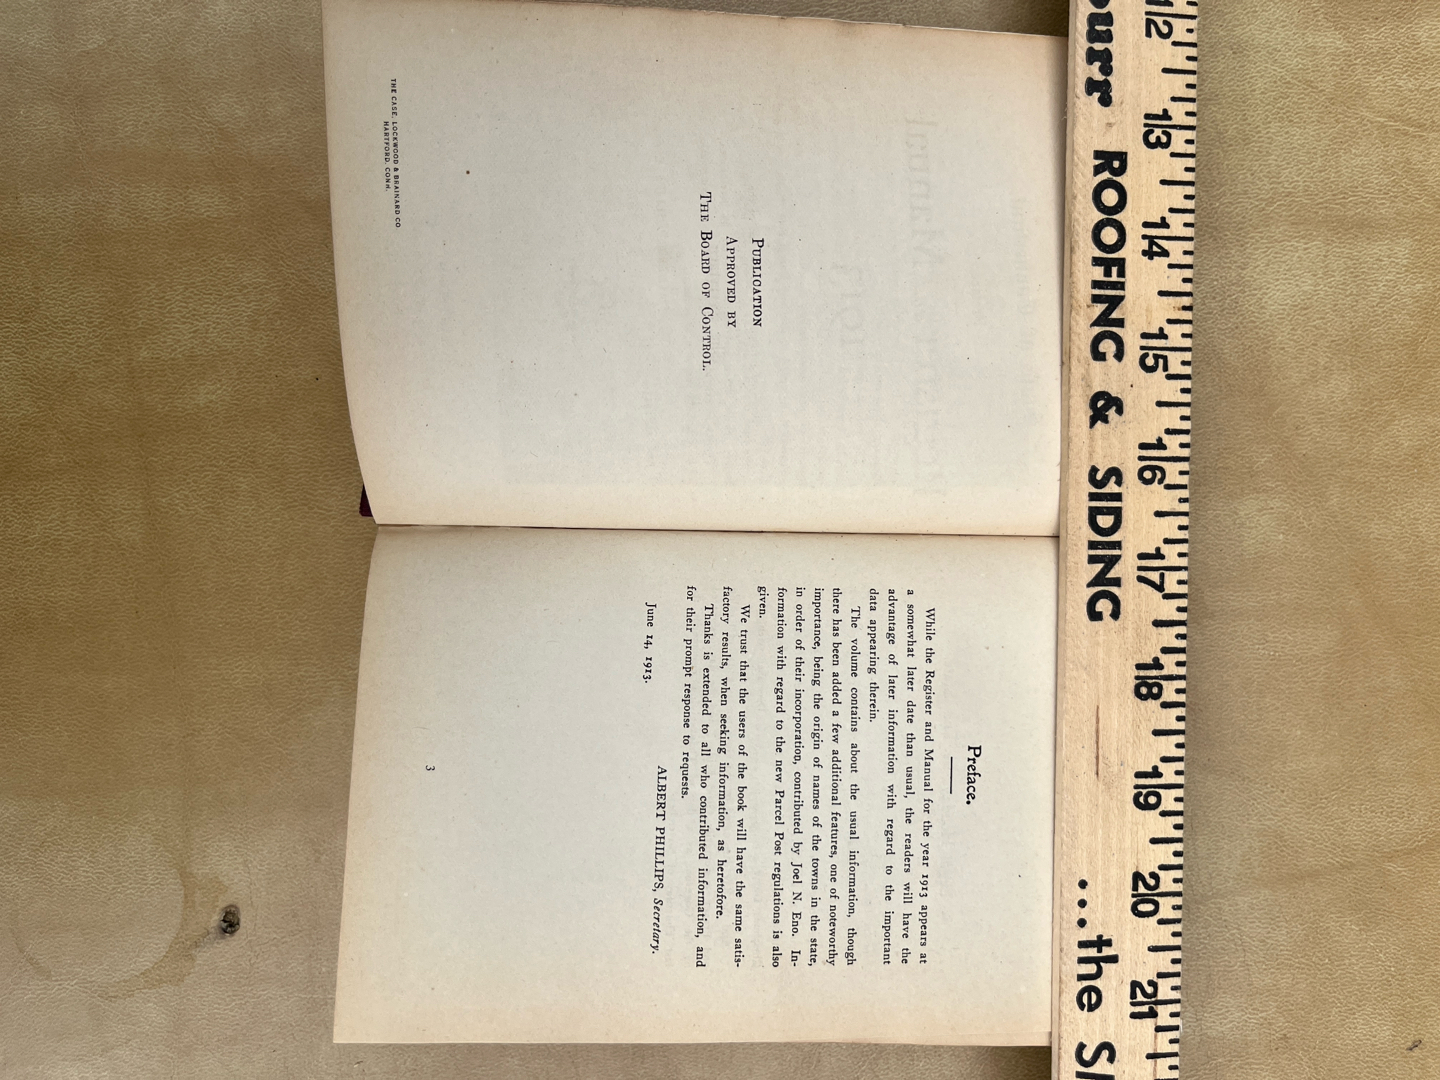 ourr ROOFING & SIDING ...the
12 13 14 15 16 17 18 19 20 21
PUBLICATION
APPROVED BY
THE BOARD OF CONTROL.
THE CASE, LOCKWOOD & BRAINARD CO
HARTFORD, CONN.
Preface.
While the Register and Manual for the year 1913 appears at
a somewhat later date than usual, the readers will have the
advantage of later information with regard to the important
data appearing therein.
The volume contains about the usual information, though
there has been added a few additional features, one of noteworthy
importance, being the origin of names of the towns in the state,
in order of their incorporation, contributed by Joel N. Eno. In-
formation with regard to the new Parcel Post regulations is also
given.
We trust that the users of the book will have the same satis-
factory results, when seeking information, as heretofore.
Thanks is extended to all who contributed information, and
for their prompt response to requests.
ALBERT PHILLIPS, Secretary.
June 14, 1913.
3